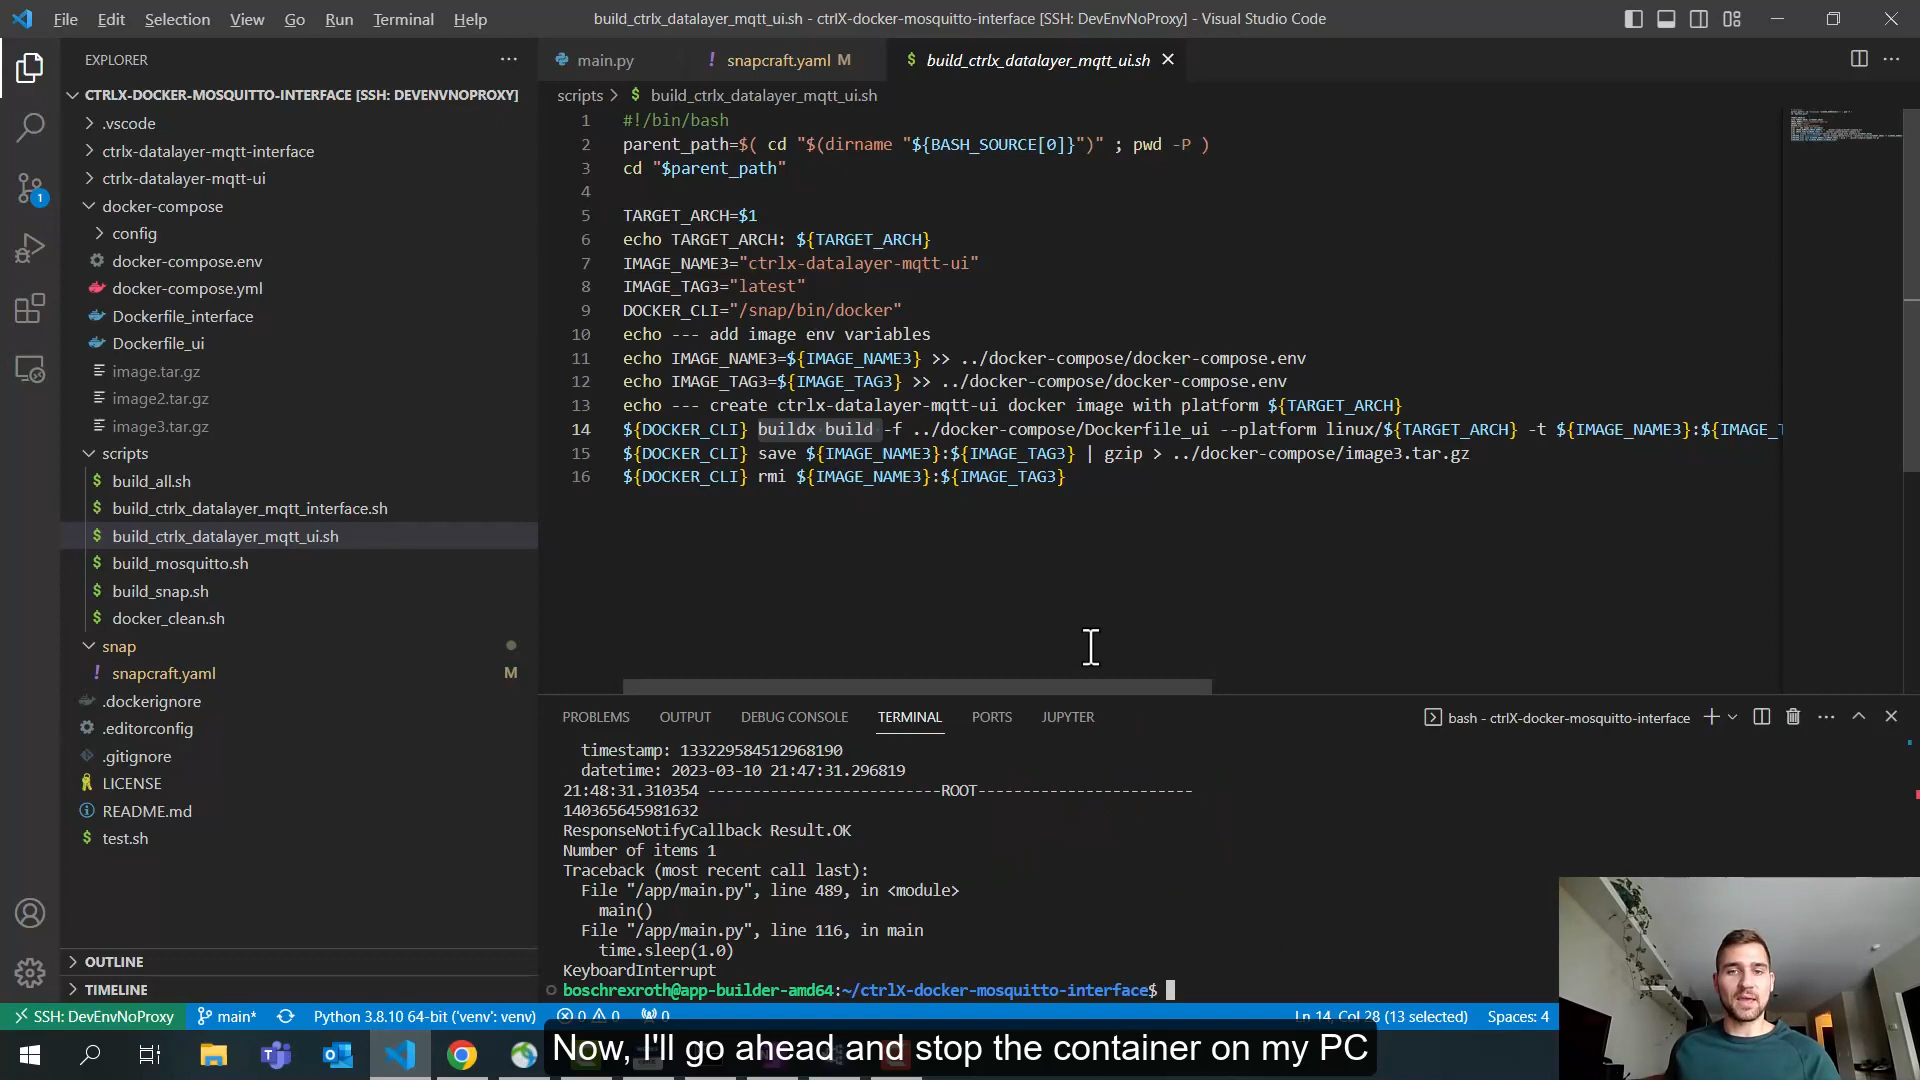 File Edit Selection View Go Run Terminal Help
build_ctrlx_datalayer_mqtt_ui.sh - ctrlX-docker-mosquitto-interface [SSH: DevEnvNoProxy] - Visual Studio Code
EXPLORER
CTRLX-DOCKER-MOSQUITTO-INTERFACE [SSH: DEVENVNOPROXY]
.vscode
ctrlx-datalayer-mqtt-interface
ctrlx-datalayer-mqtt-ui
docker-compose
config
docker-compose.env
docker-compose.yml
Dockerfile_interface
Dockerfile_ui
image.tar.gz
image2.tar.gz
image3.tar.gz
scripts
build_all.sh
build_ctrlx_datalayer_mqtt_interface.sh
build_ctrlx_datalayer_mqtt_ui.sh
build_mosquitto.sh
build_snap.sh
docker_clean.sh
snap
snapcraft.yaml M
.dockerignore
.editorconfig
.gitignore
LICENSE
README.md
test.sh
OUTLINE
TIMELINE
1
main.py
snapcraft.yaml M
build_ctrlx_datalayer_mqtt_ui.sh
scripts > $ build_ctrlx_datalayer_mqtt_ui.sh
1 #!/bin/bash
2 parent_path=$( cd "$(dirname "${BASH_SOURCE[0]}")" ; pwd -P )
3 cd "$parent_path"
4
5 TARGET_ARCH=$1
6 echo TARGET_ARCH: ${TARGET_ARCH}
7 IMAGE_NAME3="ctrlx-datalayer-mqtt-ui"
8 IMAGE_TAG3="latest"
9 DOCKER_CLI="/snap/bin/docker"
10 echo --- add image env variables
11 echo IMAGE_NAME3=${IMAGE_NAME3} >> ../docker-compose/docker-compose.env
12 echo IMAGE_TAG3=${IMAGE_TAG3} >> ../docker-compose/docker-compose.env
13 echo --- create ctrlx-datalayer-mqtt-ui docker image with platform ${TARGET_ARCH}
14 ${DOCKER_CLI} buildx build -f ../docker-compose/Dockerfile_ui --platform linux/${TARGET_ARCH} -t ${IMAGE_NAME3}:${IMAGE_T
15 ${DOCKER_CLI} save ${IMAGE_NAME3}:${IMAGE_TAG3} | gzip > ../docker-compose/image3.tar.gz
16 ${DOCKER_CLI} rmi ${IMAGE_NAME3}:${IMAGE_TAG3}
PROBLEMS OUTPUT DEBUG CONSOLE TERMINAL PORTS JUPYTER
bash - ctrlX-docker-mosquitto-interface
timestamp: 133229584512968190
datetime: 2023-03-10 21:47:31.296819
21:48:31.310354 --------------------------ROOT------------------------
140365645981632
ResponseNotifyCallback Result.OK
Number of items 1
Traceback (most recent call last):
File "/app/main.py", line 489, in <module>
main()
File "/app/main.py", line 116, in main
time.sleep(1.0)
KeyboardInterrupt
boschrexroth@app-builder-amd64:~/ctrlX-docker-mosquitto-interface$
SSH: DevEnvNoProxy main* Python 3.8.10 64-bit ('venv': venv) 0 0 0 Ln 14, Col 28 (13 selected) Spaces: 4
Now, I'll go ahead and stop the container on my PC